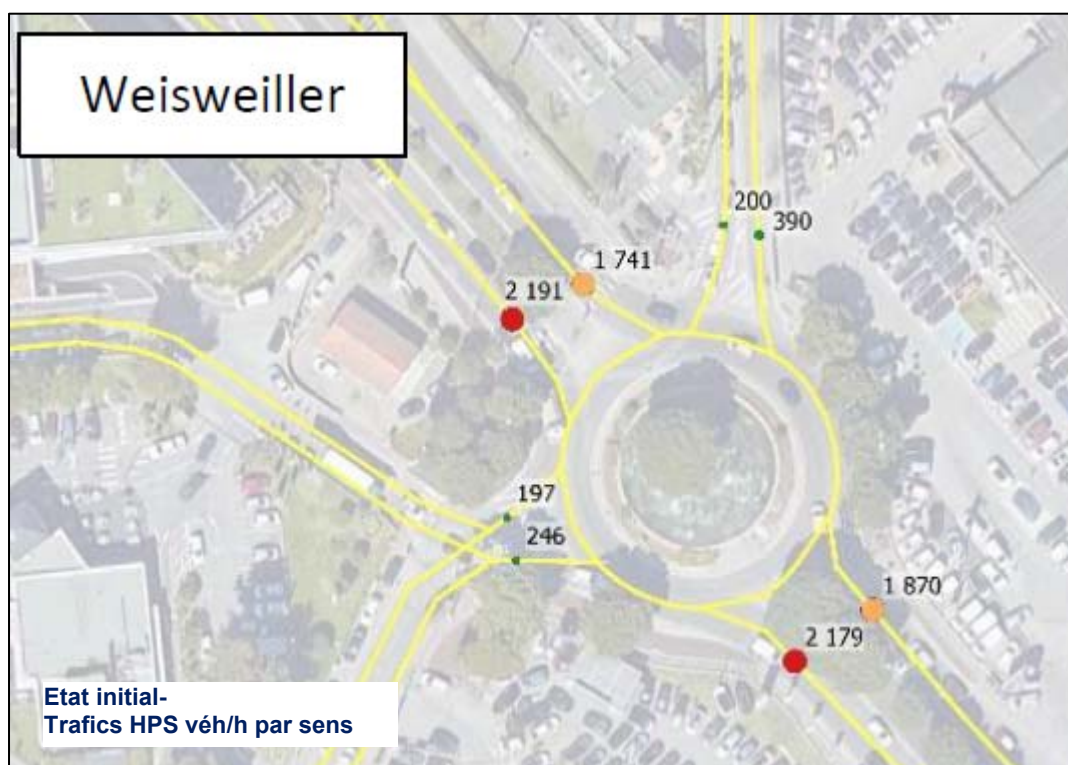 Weisweiller
200
390
1 741
2 191
197
246
1 870
2 179
Etat initial-
Trafics HPS véh/h par sens